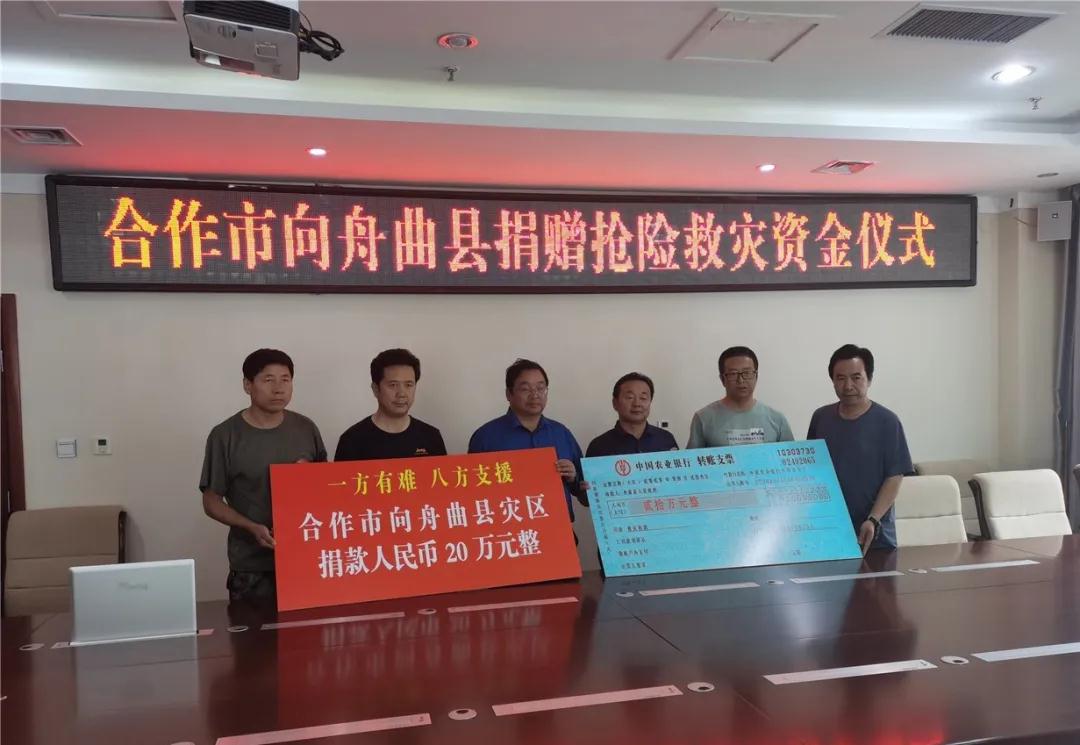 合作市向舟曲县捐赠抢险救灾资金仪式
一方有难 八方支援
合作市向舟曲县灾区
捐款人民币 20 万元整
中国农业银行 转账支票
10303730
02492065
贰拾万元整